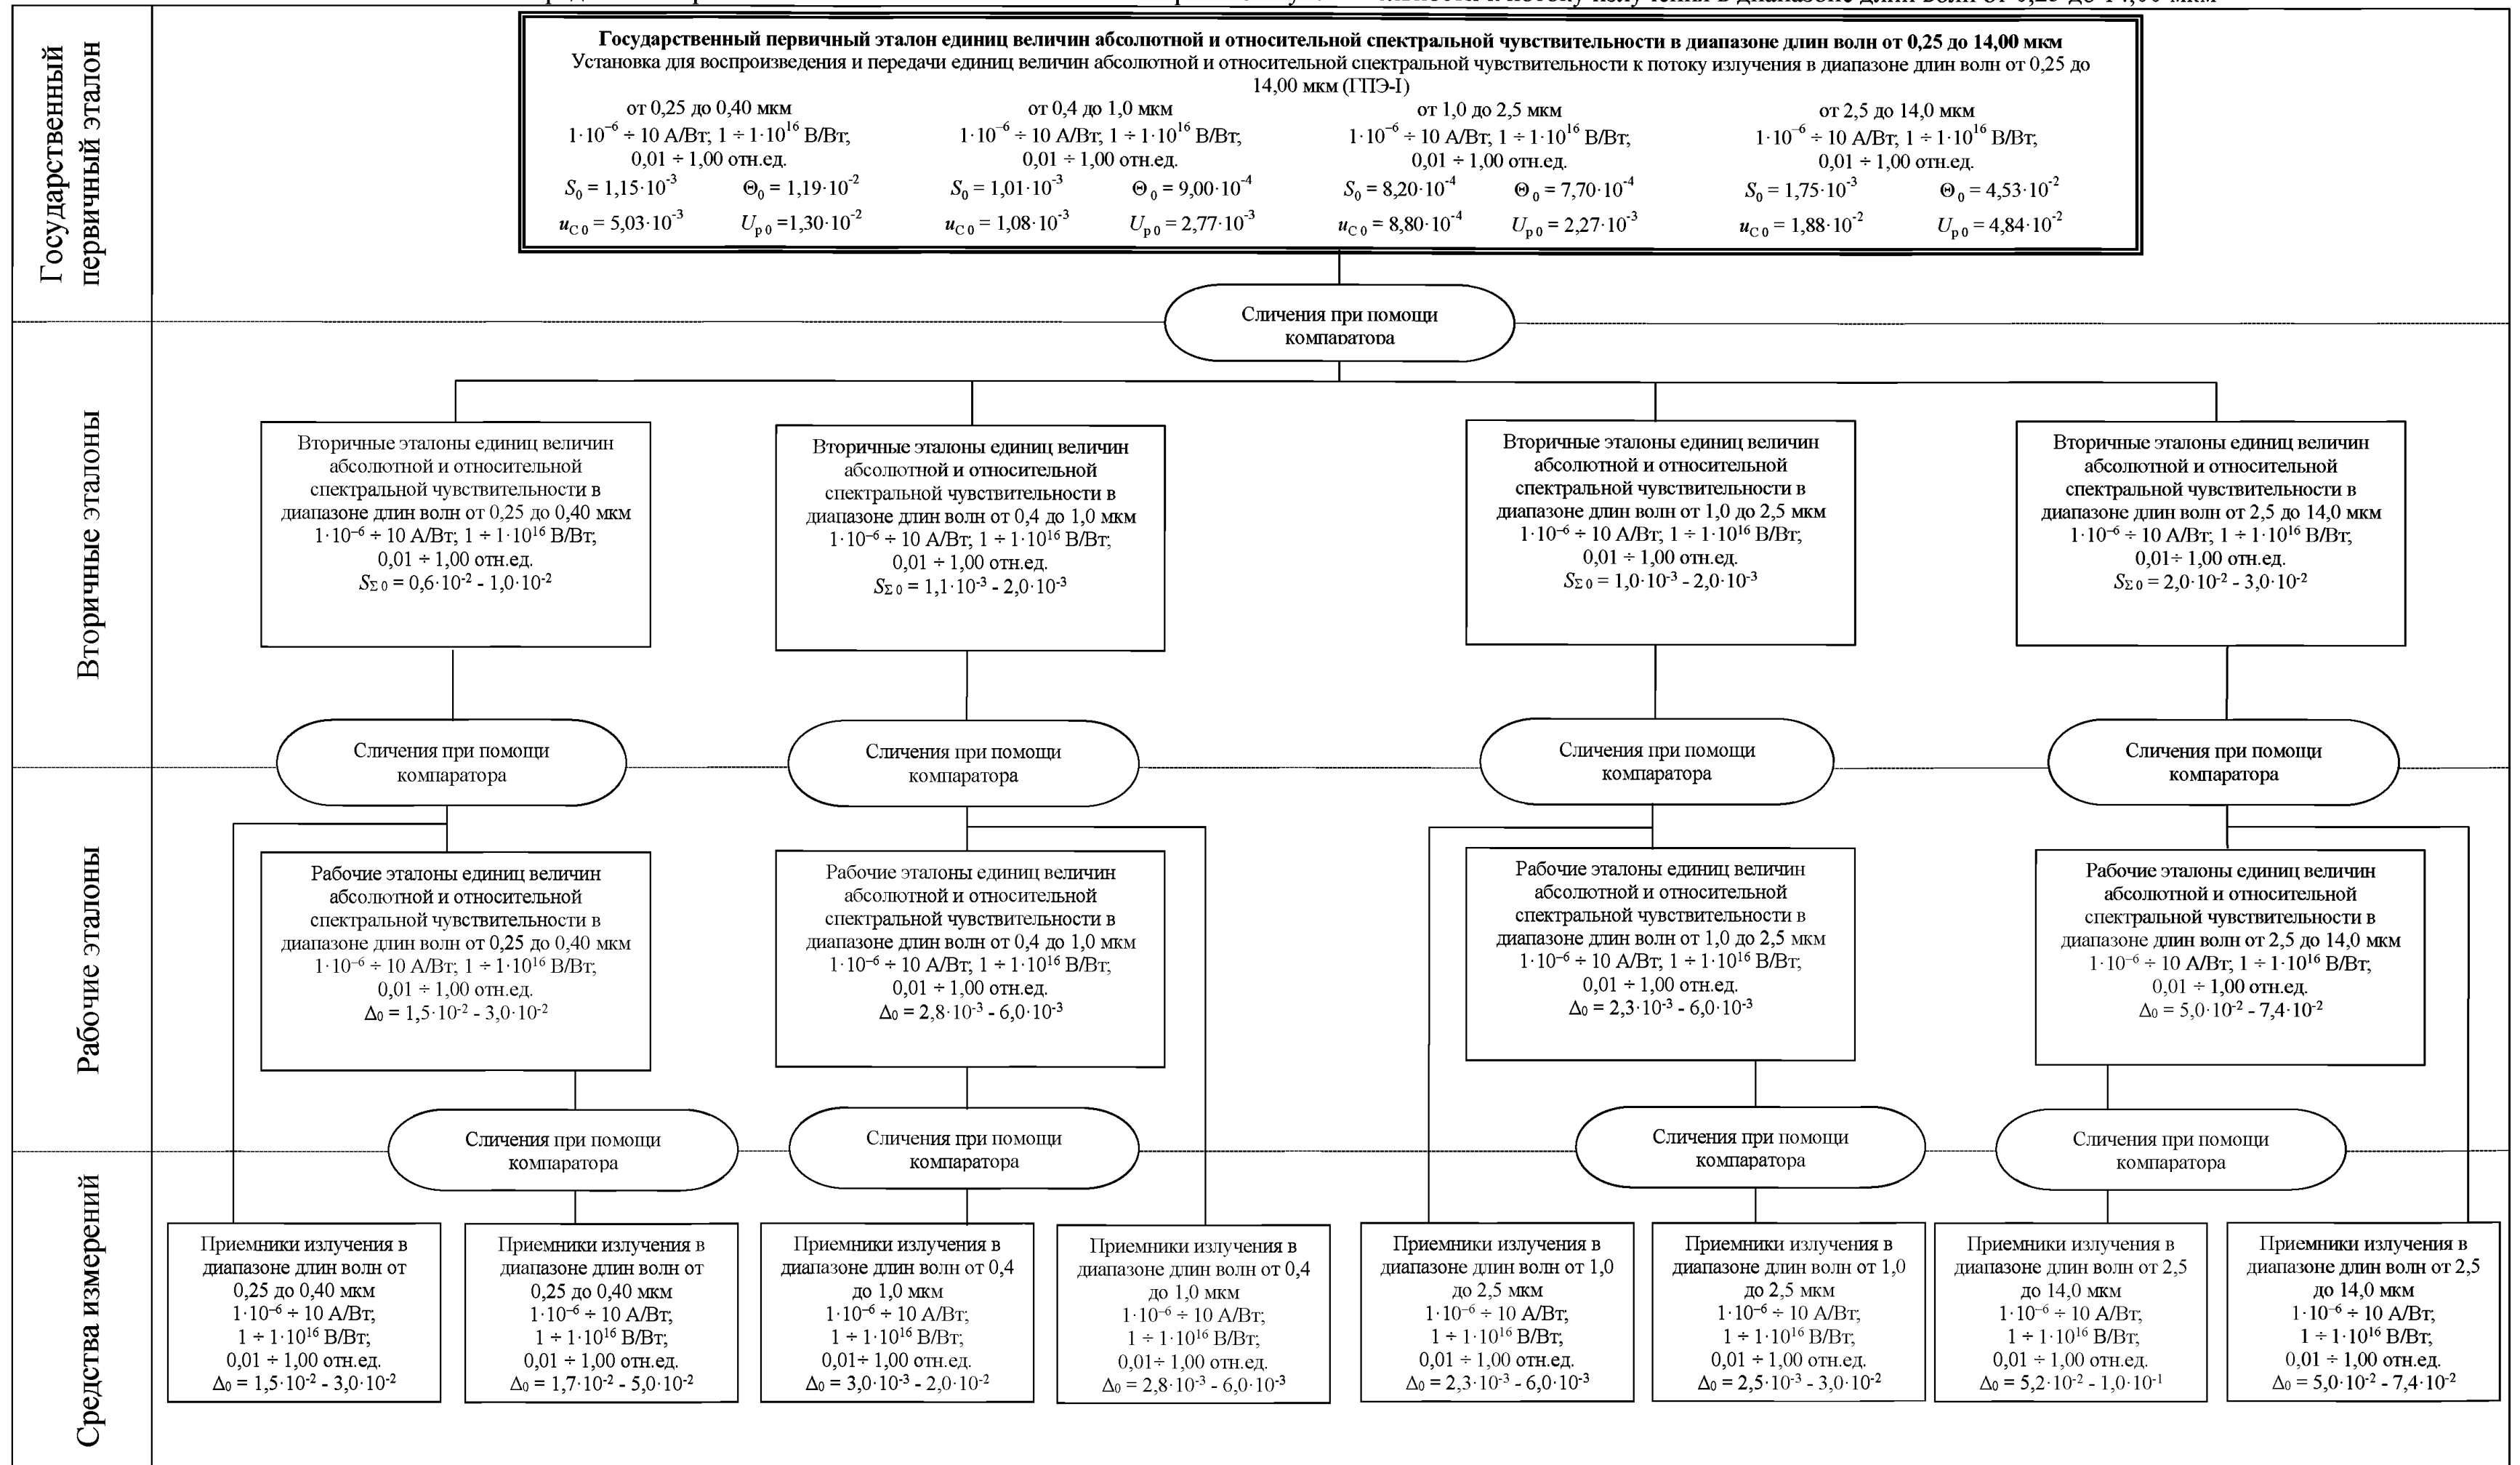 от 0,25 до 14,00 мкм
Государственный
первичный эталон
Государственный первичный эталон единиц величин абсолютной и относительной спектральной чувствительности в диапазоне длин волн от 0,25 до 14,00 мкм
Установка для воспроизведения и передачи единиц величин абсолютной и относительной спектральной чувствительности к потоку излучения в диапазоне длин волн от 0,25 до
14,00 мкм (ГПЭ-I)
от 0,25 до 0,40 мкм
1·10⁻⁶ ÷ 10 А/Вт; 1 ÷ 1·10¹⁶ В/Вт;
0,01 ÷ 1,00 отн.ед.
S₀ = 1,15·10⁻³ Θ₀ = 1,19·10⁻²
u_C 0 = 5,03·10⁻³ U_p 0 =1,30·10⁻²
от 0,4 до 1,0 мкм
1·10⁻⁶ ÷ 10 А/Вт; 1 ÷ 1·10¹⁶ В/Вт;
0,01 ÷ 1,00 отн.ед.
S₀ = 1,01·10⁻³ Θ₀ = 9,00·10⁻⁴
u_C 0 = 1,08·10⁻³ U_p 0 = 2,77·10⁻³
от 1,0 до 2,5 мкм
1·10⁻⁶ ÷ 10 А/Вт; 1 ÷ 1·10¹⁶ В/Вт;
0,01 ÷ 1,00 отн.ед.
S₀ = 8,20·10⁻⁴ Θ₀ = 7,70·10⁻⁴
u_C 0 = 8,80·10⁻⁴ U_p 0 = 2,27·10⁻³
от 2,5 до 14,0 мкм
1·10⁻⁶ ÷ 10 А/Вт; 1 ÷ 1·10¹⁶ В/Вт;
0,01 ÷ 1,00 отн.ед.
S₀ = 1,75·10⁻³ Θ₀ = 4,53·10⁻²
u_C 0 = 1,88·10⁻² U_p 0 = 4,84·10⁻²
Сличения при помощи
компаратора
Вторичные эталоны
Вторичные эталоны единиц величин
абсолютной и относительной
спектральной чувствительности в
диапазоне длин волн от 0,25 до 0,40 мкм
1·10⁻⁶ ÷ 10 А/Вт; 1 ÷ 1·10¹⁶ В/Вт;
0,01 ÷ 1,00 отн.ед.
S_Σ 0 = 0,6·10⁻² - 1,0·10⁻²
Вторичные эталоны единиц величин
абсолютной и относительной
спектральной чувствительности в
диапазоне длин волн от 0,4 до 1,0 мкм
1·10⁻⁶ ÷ 10 А/Вт; 1 ÷ 1·10¹⁶ В/Вт;
0,01 ÷ 1,00 отн.ед.
S_Σ 0 = 1,1·10⁻³ - 2,0·10⁻³
Вторичные эталоны единиц величин
абсолютной и относительной
спектральной чувствительности в
диапазоне длин волн от 1,0 до 2,5 мкм
1·10⁻⁶ ÷ 10 А/Вт; 1 ÷ 1·10¹⁶ В/Вт;
0,01 ÷ 1,00 отн.ед.
S_Σ 0 = 1,0·10⁻³ - 2,0·10⁻³
Вторичные эталоны единиц величин
абсолютной и относительной
спектральной чувствительности в
диапазоне длин волн от 2,5 до 14,0 мкм
1·10⁻⁶ ÷ 10 А/Вт; 1 ÷ 1·10¹⁶ В/Вт;
0,01÷ 1,00 отн.ед.
S_Σ 0 = 2,0·10⁻² - 3,0·10⁻²
Сличения при помощи
компаратора
Сличения при помощи
компаратора
Сличения при помощи
компаратора
Сличения при помощи
компаратора
Рабочие эталоны
Рабочие эталоны единиц величин
абсолютной и относительной
спектральной чувствительности в
диапазоне длин волн от 0,25 до 0,40 мкм
1·10⁻⁶ ÷ 10 А/Вт; 1 ÷ 1·10¹⁶ В/Вт;
0,01 ÷ 1,00 отн.ед.
Δ₀ = 1,5·10⁻² - 3,0·10⁻²
Рабочие эталоны единиц величин
абсолютной и относительной
спектральной чувствительности в
диапазоне длин волн от 0,4 до 1,0 мкм
1·10⁻⁶ ÷ 10 А/Вт; 1 ÷ 1·10¹⁶ В/Вт;
0,01 ÷ 1,00 отн.ед.
Δ₀ = 2,8·10⁻³ - 6,0·10⁻³
Рабочие эталоны единиц величин
абсолютной и относительной
спектральной чувствительности в
диапазоне длин волн от 1,0 до 2,5 мкм
1·10⁻⁶ ÷ 10 А/Вт; 1 ÷ 1·10¹⁶ В/Вт;
0,01 ÷ 1,00 отн.ед.
Δ₀ = 2,3·10⁻³ - 6,0·10⁻³
Рабочие эталоны единиц величин
абсолютной и относительной
спектральной чувствительности в
диапазоне длин волн от 2,5 до 14,0 мкм
1·10⁻⁶ ÷ 10 А/Вт; 1 ÷ 1·10¹⁶ В/Вт;
0,01 ÷ 1,00 отн.ед.
Δ₀ = 5,0·10⁻² - 7,4·10⁻²
Сличения при помощи
компаратора
Сличения при помощи
компаратора
Сличения при помощи
компаратора
Сличения при помощи
компаратора
Средства измерений
Приемники излучения в
диапазоне длин волн от
0,25 до 0,40 мкм
1·10⁻⁶ ÷ 10 А/Вт;
1 ÷ 1·10¹⁶ В/Вт;
0,01 ÷ 1,00 отн.ед.
Δ₀ = 1,5·10⁻² - 3,0·10⁻²
Приемники излучения в
диапазоне длин волн от
0,25 до 0,40 мкм
1·10⁻⁶ ÷ 10 А/Вт;
1 ÷ 1·10¹⁶ В/Вт;
0,01 ÷ 1,00 отн.ед.
Δ₀ = 1,7·10⁻² - 5,0·10⁻²
Приемники излучения в
диапазоне длин волн от 0,4
до 1,0 мкм
1·10⁻⁶ ÷ 10 А/Вт;
1 ÷ 1·10¹⁶ В/Вт;
0,01÷ 1,00 отн.ед.
Δ₀ = 3,0·10⁻³ - 2,0·10⁻²
Приемники излучения в
диапазоне длин волн от 0,4
до 1,0 мкм
1·10⁻⁶ ÷ 10 А/Вт;
1 ÷ 1·10¹⁶ В/Вт;
0,01÷ 1,00 отн.ед.
Δ₀ = 2,8·10⁻³ - 6,0·10⁻³
Приемники излучения в
диапазоне длин волн от 1,0
до 2,5 мкм
1·10⁻⁶ ÷ 10 А/Вт;
1 ÷ 1·10¹⁶ В/Вт;
0,01 ÷ 1,00 отн.ед.
Δ₀ = 2,3·10⁻³ - 6,0·10⁻³
Приемники излучения в
диапазоне длин волн от 1,0
до 2,5 мкм
1·10⁻⁶ ÷ 10 А/Вт;
1 ÷ 1·10¹⁶ В/Вт;
0,01 ÷ 1,00 отн.ед.
Δ₀ = 2,5·10⁻³ - 3,0·10⁻²
Приемники излучения в
диапазоне длин волн от 2,5
до 14,0 мкм
1·10⁻⁶ ÷ 10 А/Вт;
1 ÷ 1·10¹⁶ В/Вт;
0,01 ÷ 1,00 отн.ед.
Δ₀ = 5,2·10⁻² - 1,0·10⁻¹
Приемники излучения в
диапазоне длин волн от 2,5
до 14,0 мкм
1·10⁻⁶ ÷ 10 А/Вт;
1 ÷ 1·10¹⁶ В/Вт;
0,01 ÷ 1,00 отн.ед.
Δ₀ = 5,0·10⁻² - 7,4·10⁻²